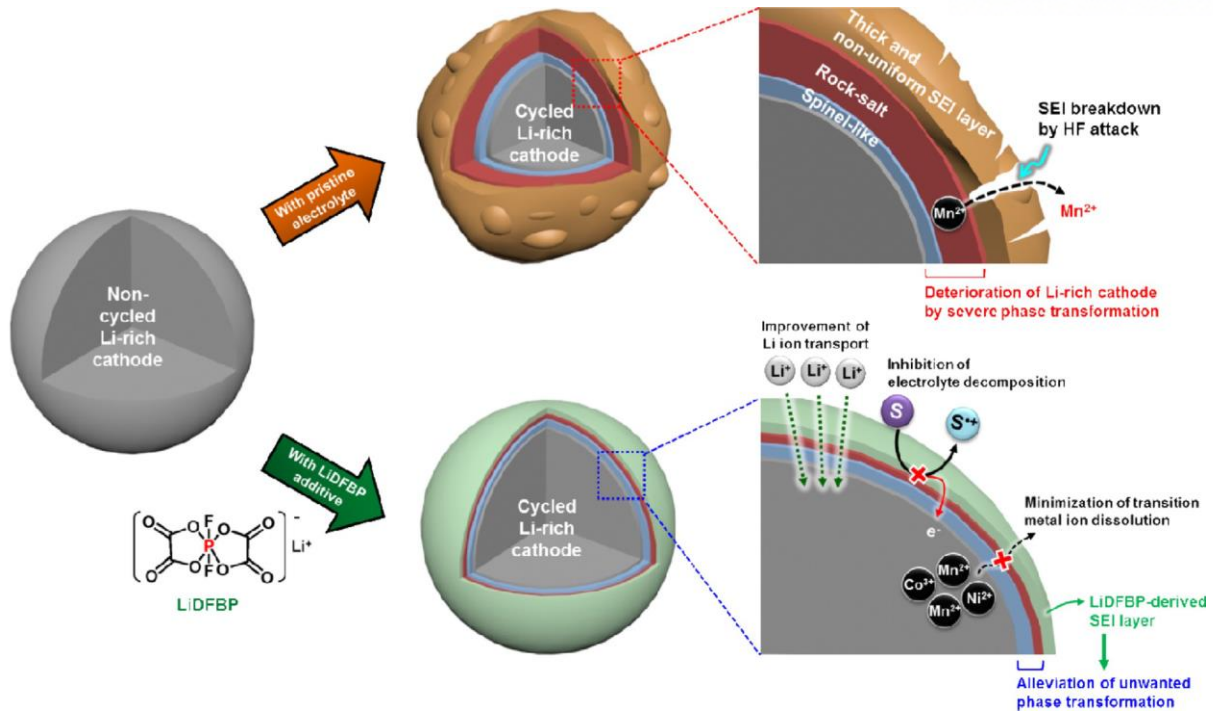 Non-
cycled
Li-rich
cathode
With pristine
electrolyte
Cycled
Li-rich
cathode
Thick and
non-uniform SEI layer
Rock-salt
Spinel-like
SEI breakdown
by HF attack
Mn²⁺
Mn²⁺
Deterioration of Li-rich cathode
by severe phase transformation
With LiDFBP
additive
O
O
F
O
O
P
O
O
F
O
O
−
Li⁺
LiDFBP
Cycled
Li-rich
cathode
Improvement of
Li ion transport
Li⁺ Li⁺ Li⁺
Inhibition of
electrolyte decomposition
S
S•⁺
e⁻
Minimization of transition
metal ion dissolution
Co³⁺
Mn²⁺
Mn²⁺
Ni²⁺
LiDFBP-derived
SEI layer
Alleviation of unwanted
phase transformation